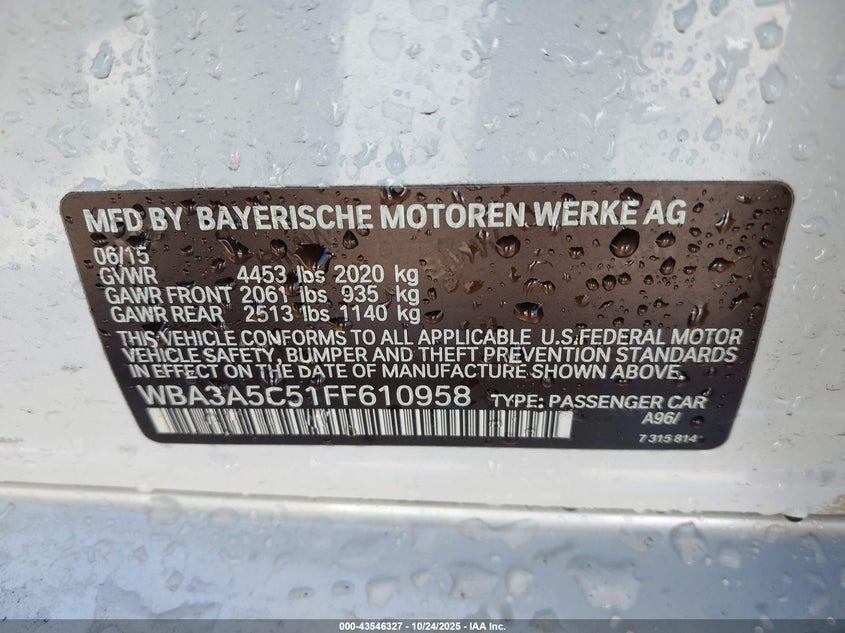 MFD BY BAYERISCHE MOTOREN WERKE AG
06/15
GVWR 4453 lbs 2020 kg
GAWR FRONT 2061 lbs 935 kg
GAWR REAR 2513 lbs 1140 kg
THIS VEHICLE CONFORMS TO ALL APPLICABLE U.S.FEDERAL MOTOR
VEHICLE SAFETY, BUMPER AND THEFT PREVENTION STANDARDS
IN EFFECT ON THE DATE OF MANUFACTURE SHOWN ABOVE.
WBA3A5C51FF610958 TYPE: PASSENGER CAR
A96/
7 315 814
000-43546327 - 10/24/2025 - IAA Inc.